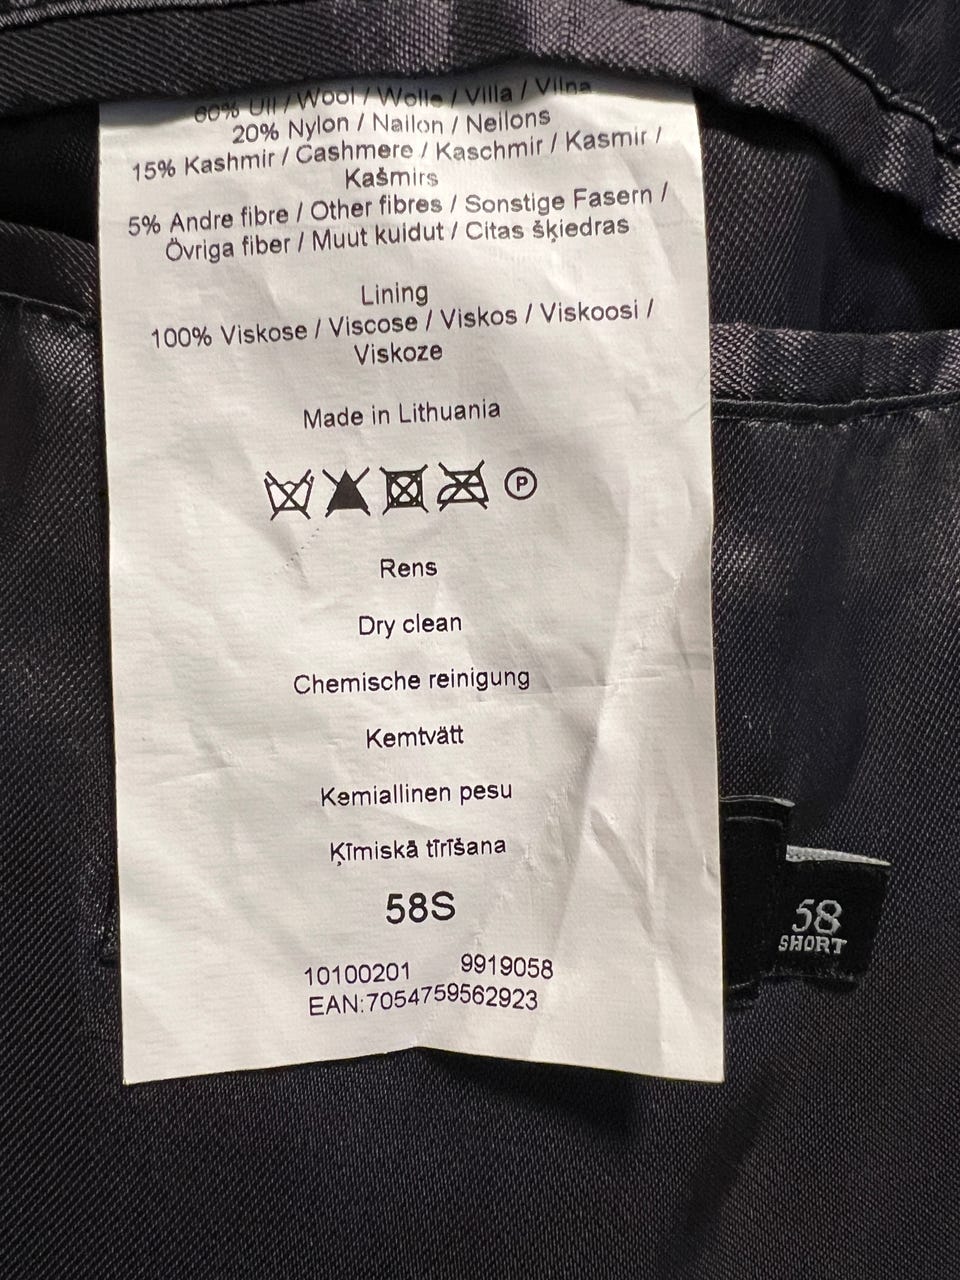 60% Ull / Wool / Wolle / Villa / Vilna
20% Nylon / Nailon / Neilons
15% Kashmir / Cashmere / Kaschmir / Kasmir /
Kašmirs
5% Andre fibre / Other fibres / Sonstige Fasern /
Övriga fiber / Muut kuidut / Citas šķiedras
Lining
100% Viskose / Viscose / Viskos / Viskoosi /
Viskoze
Made in Lithuania
P
Rens
Dry clean
Chemische reinigung
Kemtvätt
Kemiallinen pesu
Ķīmiskā tīrīšana
58S
10100201 9919058
EAN:7054759562923
58
SHORT